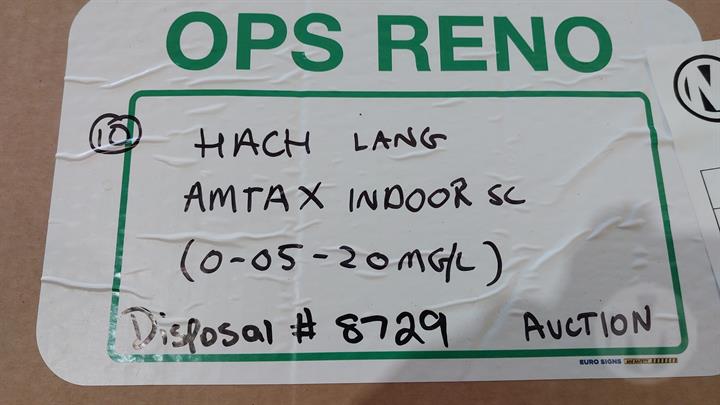 OPS RENO
10
HACH LANG
AMTAX INDOOR SC
(0-05-20MG/L)
Disposal # 8729 AUCTION
EURO SIGNS